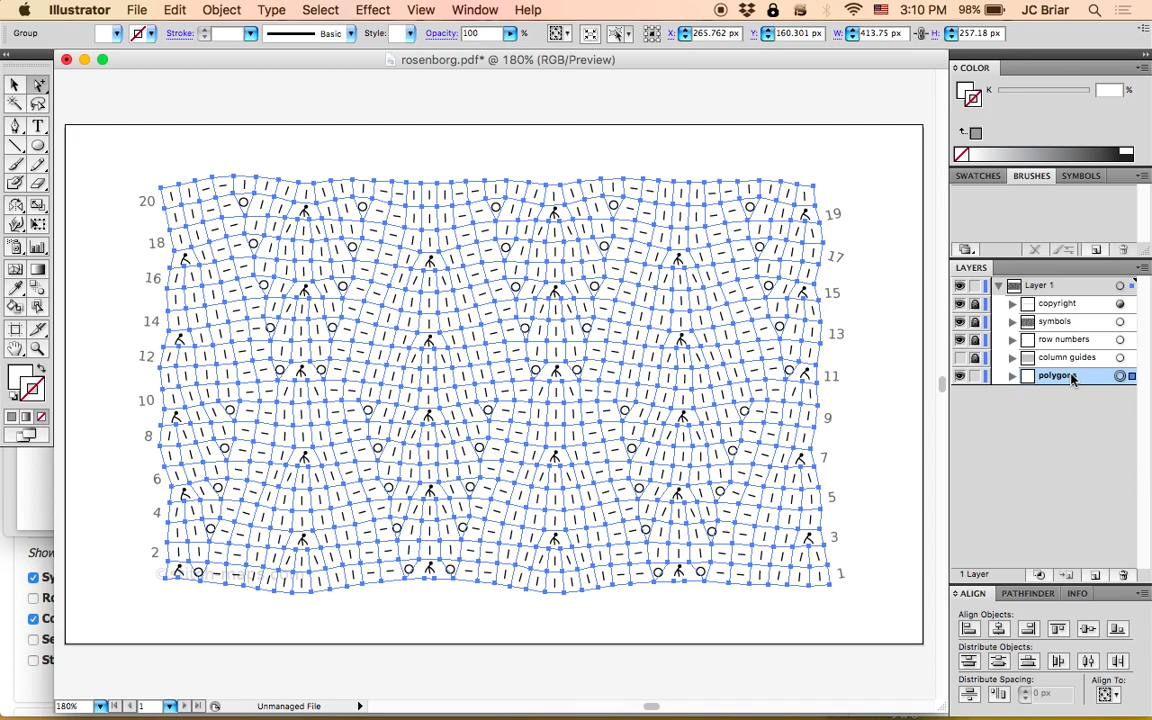 Illustrator File Edit Object Type Select Effect View Window Help 3:10 PM 98% JC Briar
Group Stroke: Basic Style: Opacity: 100 X: 265.762 px Y: 160.301 px W: 413.75 px H: 257.18 px
rosenborg.pdf* @ 180% (RGB/Preview)
COLOR
K %
SWATCHES BRUSHES SYMBOLS
LAYERS
Layer 1
copyright
symbols
row numbers
column guides
1 Layer
ALIGN PATHFINDER INFO
Align Objects:
Distribute Objects:
Distribute Spacing: Align To:
0 px
20 19
18 17
16 15
14 13
12 11
10 9
8 7
6 5
4 3
2 1
180% 1 Unmanaged File